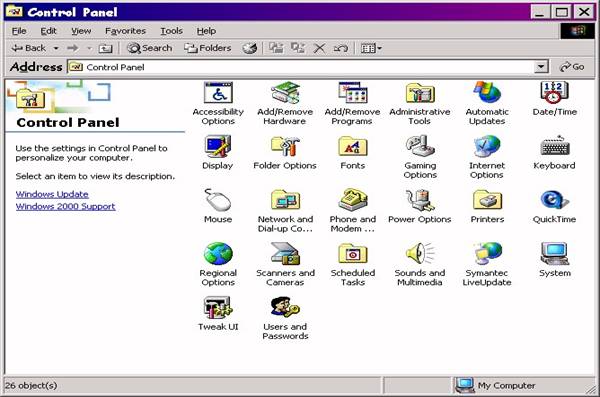 Control Panel
File Edit View Favorites Tools Help
Back Search Folders
Address Control Panel Go
Control Panel
Use the settings in Control Panel to
personalize your computer.
Select an item to view its description.
Windows Update
Windows 2000 Support
Accessibility
Options
Add/Remove
Hardware
Add/Remove
Programs
Administrative
Tools
Automatic
Updates
Date/Time
Display
Folder Options
Fonts
Gaming
Options
Internet
Options
Keyboard
Mouse
Network and
Dial-up Co...
Phone and
Modem ...
Power Options
Printers
QuickTime
Regional
Options
Scanners and
Cameras
Scheduled
Tasks
Sounds and
Multimedia
Symantec
LiveUpdate
System
Tweak UI
Users and
Passwords
26 object(s) My Computer